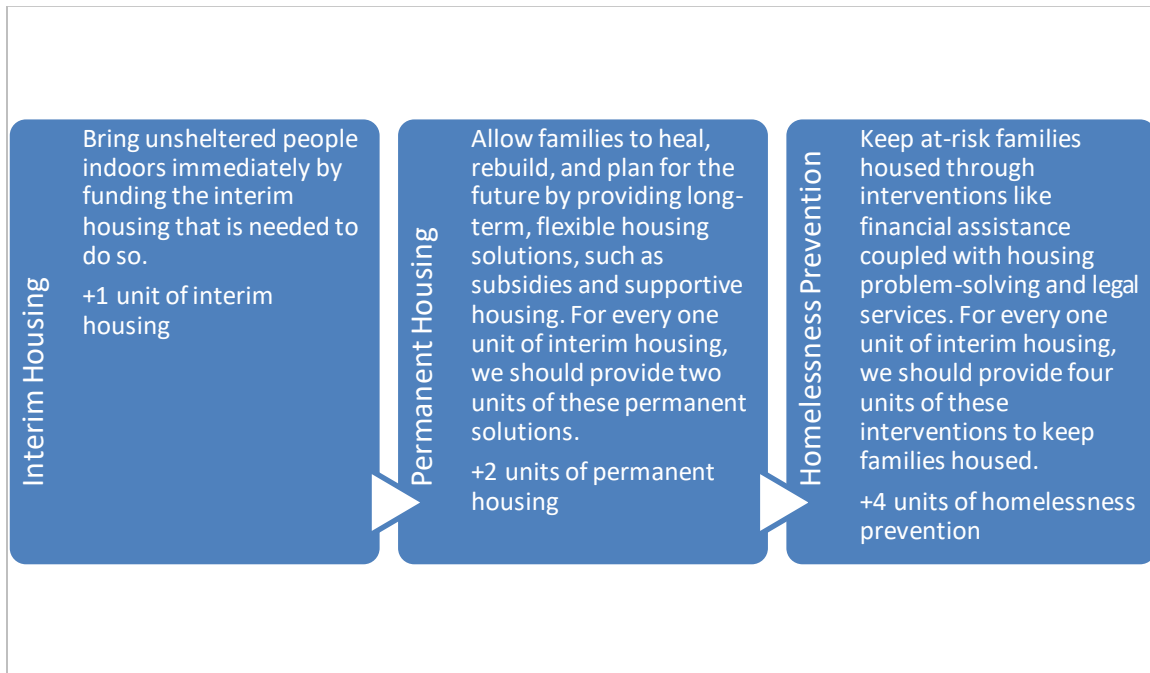 Interim Housing
Bring unsheltered people
indoors immediately by
funding the interim
housing that is needed to
do so.
+1 unit of interim
housing
Permanent Housing
Allow families to heal,
rebuild, and plan for the
future by providing long-
term, flexible housing
solutions, such as
subsidies and supportive
housing. For every one
unit of interim housing,
we should provide two
units of these permanent
solutions.
+2 units of permanent
housing
Homelessness Prevention
Keep at-risk families
housed through
interventions like
financial assistance
coupled with housing
problem-solving and legal
services. For every one
unit of interim housing,
we should provide four
units of these
interventions to keep
families housed.
+4 units of homelessness
prevention